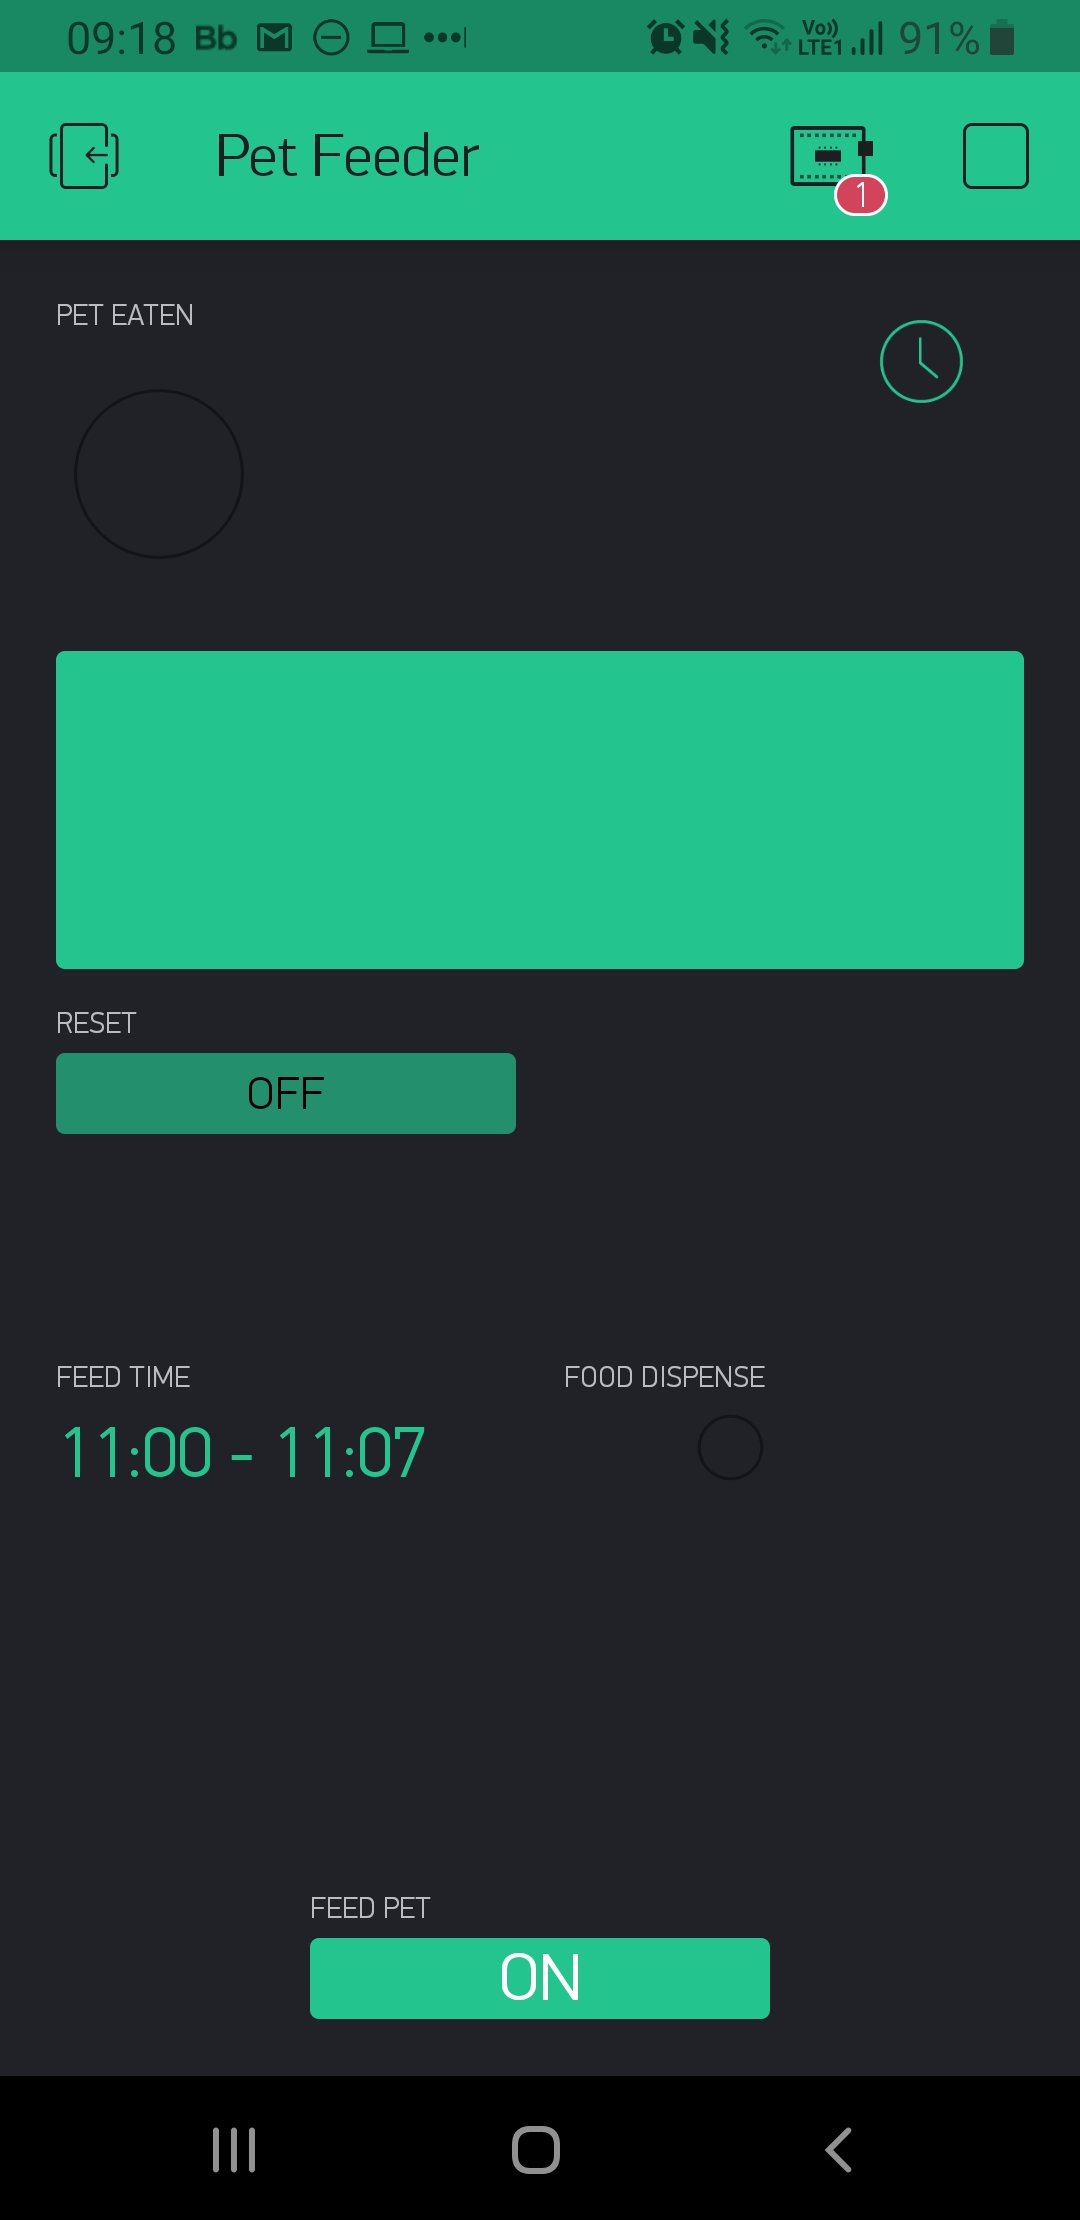 09:18 Bb Vo)) LTE1 91%
Pet Feeder
1
PET EATEN
RESET
OFF
FEED TIME
FOOD DISPENSE
11:00 - 11:07
FEED PET
ON